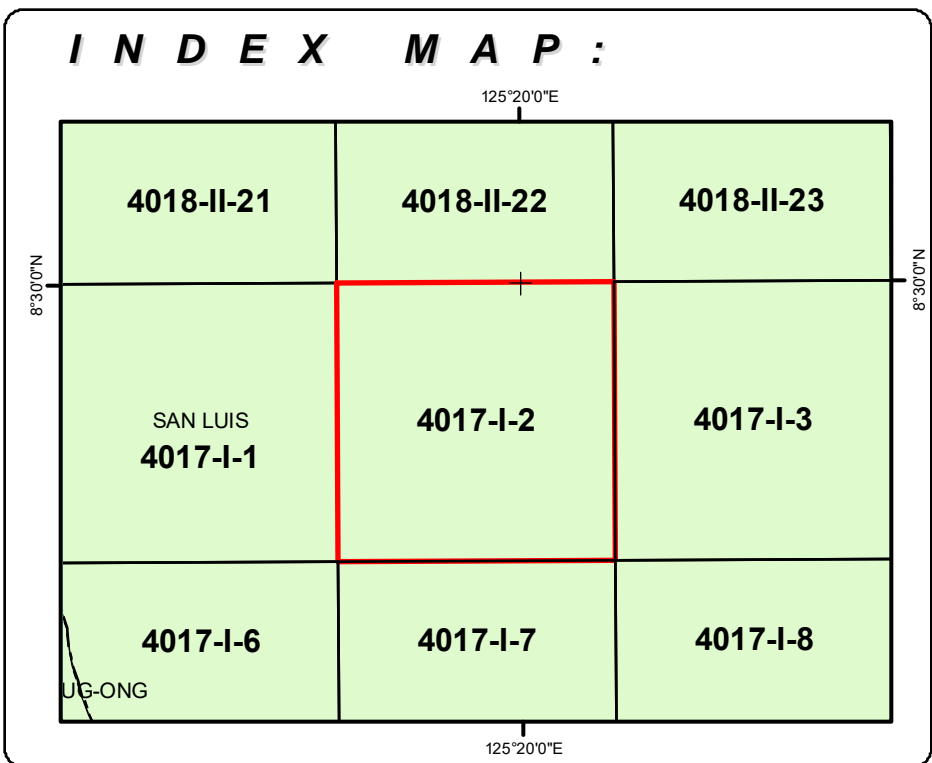 INDEX MAP:
125°20'0"E
4018-II-21
4018-II-22
4018-II-23
8°30'0"N
8°30'0"N
SAN LUIS
4017-I-1
4017-I-2
4017-I-3
4017-I-6
4017-I-7
4017-I-8
UG-ONG
125°20'0"E